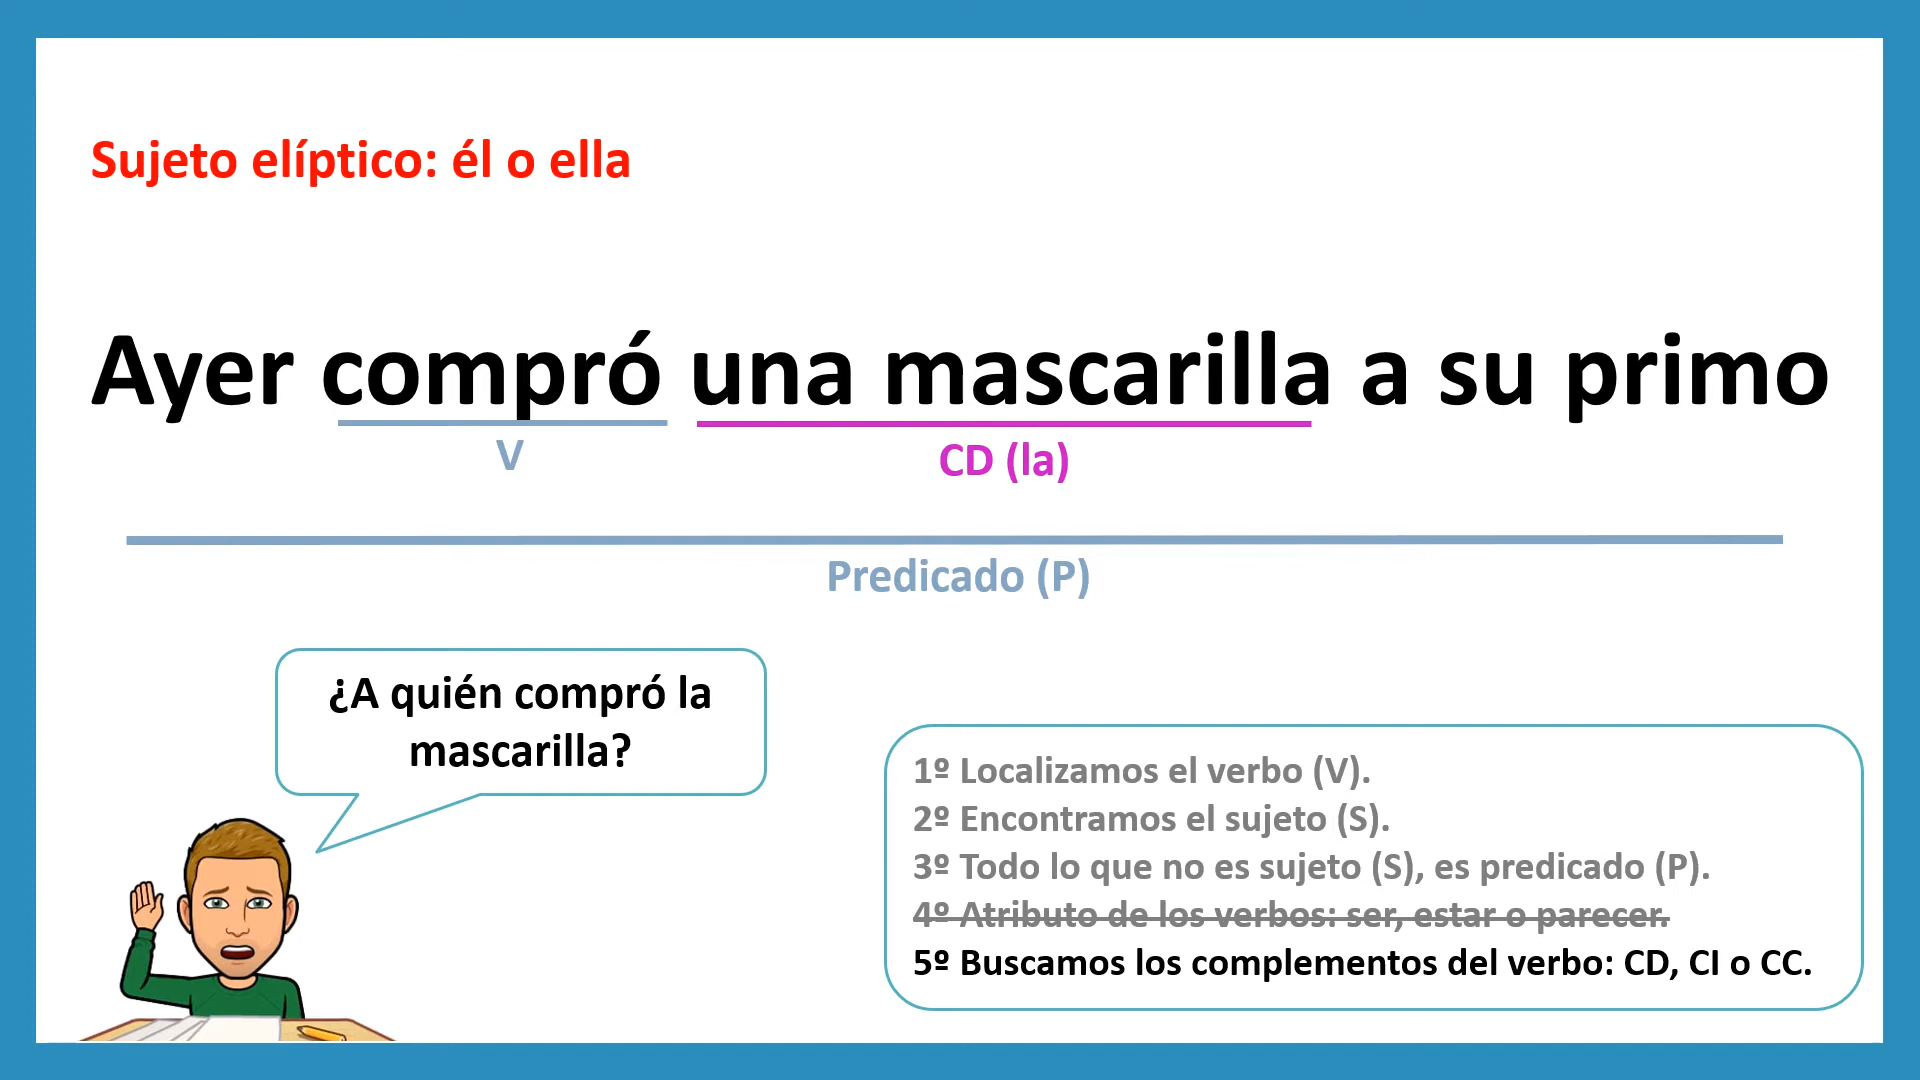 Sujeto elíptico: él o ella
Ayer compró una mascarilla a su primo
V
CD (la)
Predicado (P)
¿A quién compró la
mascarilla?
1º Localizamos el verbo (V).
2º Encontramos el sujeto (S).
3º Todo lo que no es sujeto (S), es predicado (P).
4º Atributo de los verbos: ser, estar o parecer.
5º Buscamos los complementos del verbo: CD, CI o CC.